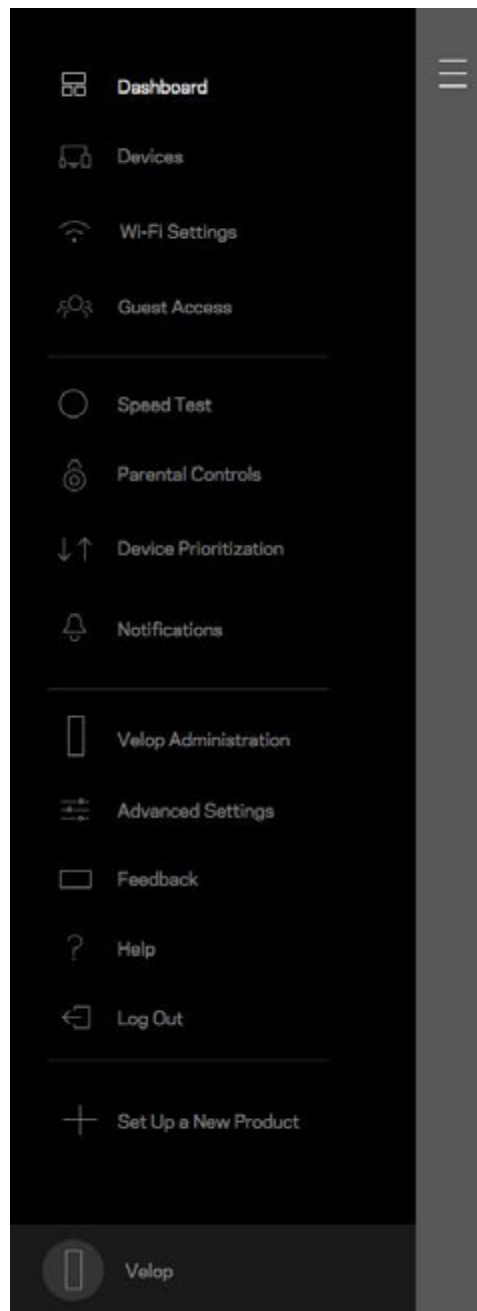 Dashboard
Devices
Wi-Fi Settings
Guest Access
Speed Test
Parental Controls
Device Prioritization
Notifications
Velop Administration
Advanced Settings
Feedback
Help
Log Out
Set Up a New Product
Velop